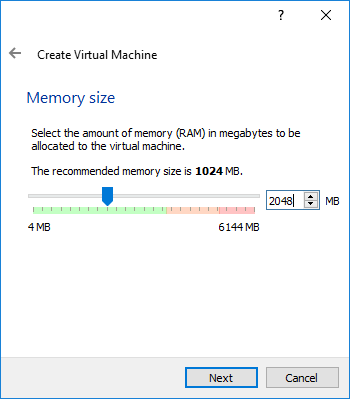 ?
Create Virtual Machine
Memory size
Select the amount of memory (RAM) in megabytes to be
allocated to the virtual machine.
The recommended memory size is 1024 MB.
2048 MB
4 MB 6144 MB
Next Cancel